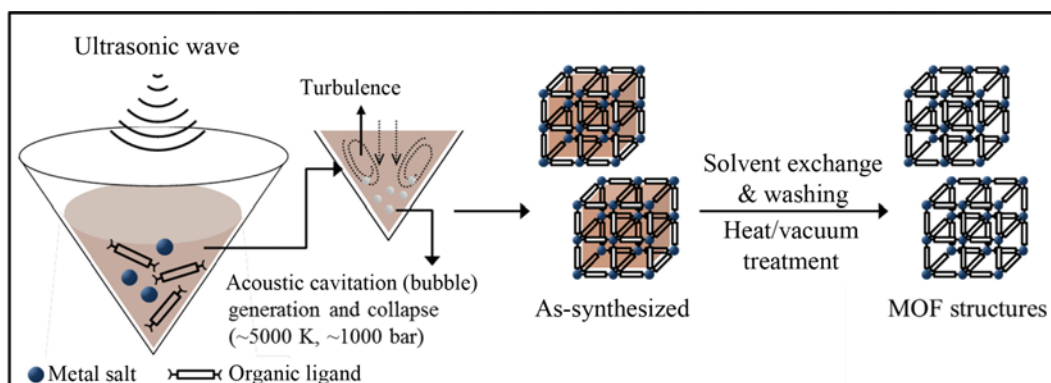 Ultrasonic wave
Turbulence
Acoustic cavitation (bubble)
generation and collapse
(~5000 K, ~1000 bar)
As-synthesized
Solvent exchange
& washing
Heat/vacuum
treatment
MOF structures
Metal salt
Organic ligand